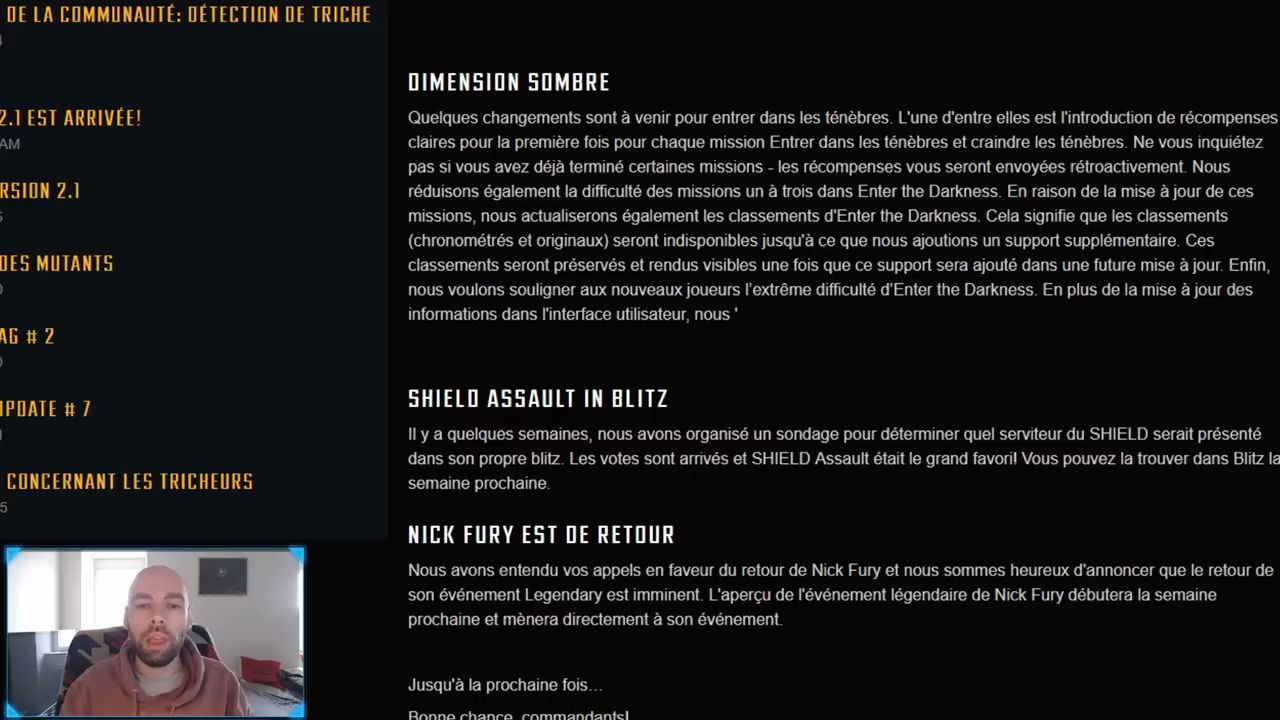 DE LA COMMUNAUTÉ: DÉTECTION DE TRICHE
4
2.1 EST ARRIVÉE!
AM
RSION 2.1
DES MUTANTS
AG # 2
UPDATE # 7
CONCERNANT LES TRICHEURS
5
DIMENSION SOMBRE
Quelques changements sont à venir pour entrer dans les ténèbres. L'une d'entre elles est l'introduction de récompenses
claires pour la première fois pour chaque mission Entrer dans les ténèbres et craindre les ténèbres. Ne vous inquiétez
pas si vous avez déjà terminé certaines missions - les récompenses vous seront envoyées rétroactivement. Nous
réduisons également la difficulté des missions un à trois dans Enter the Darkness. En raison de la mise à jour de ces
missions, nous actualiserons également les classements d'Enter the Darkness. Cela signifie que les classements
(chronométrés et originaux) seront indisponibles jusqu'à ce que nous ajoutions un support supplémentaire. Ces
classements seront préservés et rendus visibles une fois que ce support sera ajouté dans une future mise à jour. Enfin,
nous voulons souligner aux nouveaux joueurs l’extrême difficulté d’Enter the Darkness. En plus de la mise à jour des
informations dans l'interface utilisateur, nous '
SHIELD ASSAULT IN BLITZ
Il y a quelques semaines, nous avons organisé un sondage pour déterminer quel serviteur du SHIELD serait présenté
dans son propre blitz. Les votes sont arrivés et SHIELD Assault était le grand favori! Vous pouvez la trouver dans Blitz la
semaine prochaine.
NICK FURY EST DE RETOUR
Nous avons entendu vos appels en faveur du retour de Nick Fury et nous sommes heureux d'annoncer que le retour de
son événement Legendary est imminent. L'aperçu de l'événement légendaire de Nick Fury débutera la semaine
prochaine et mènera directement à son événement.
Jusqu'à la prochaine fois…
Bonne chance, commandants!